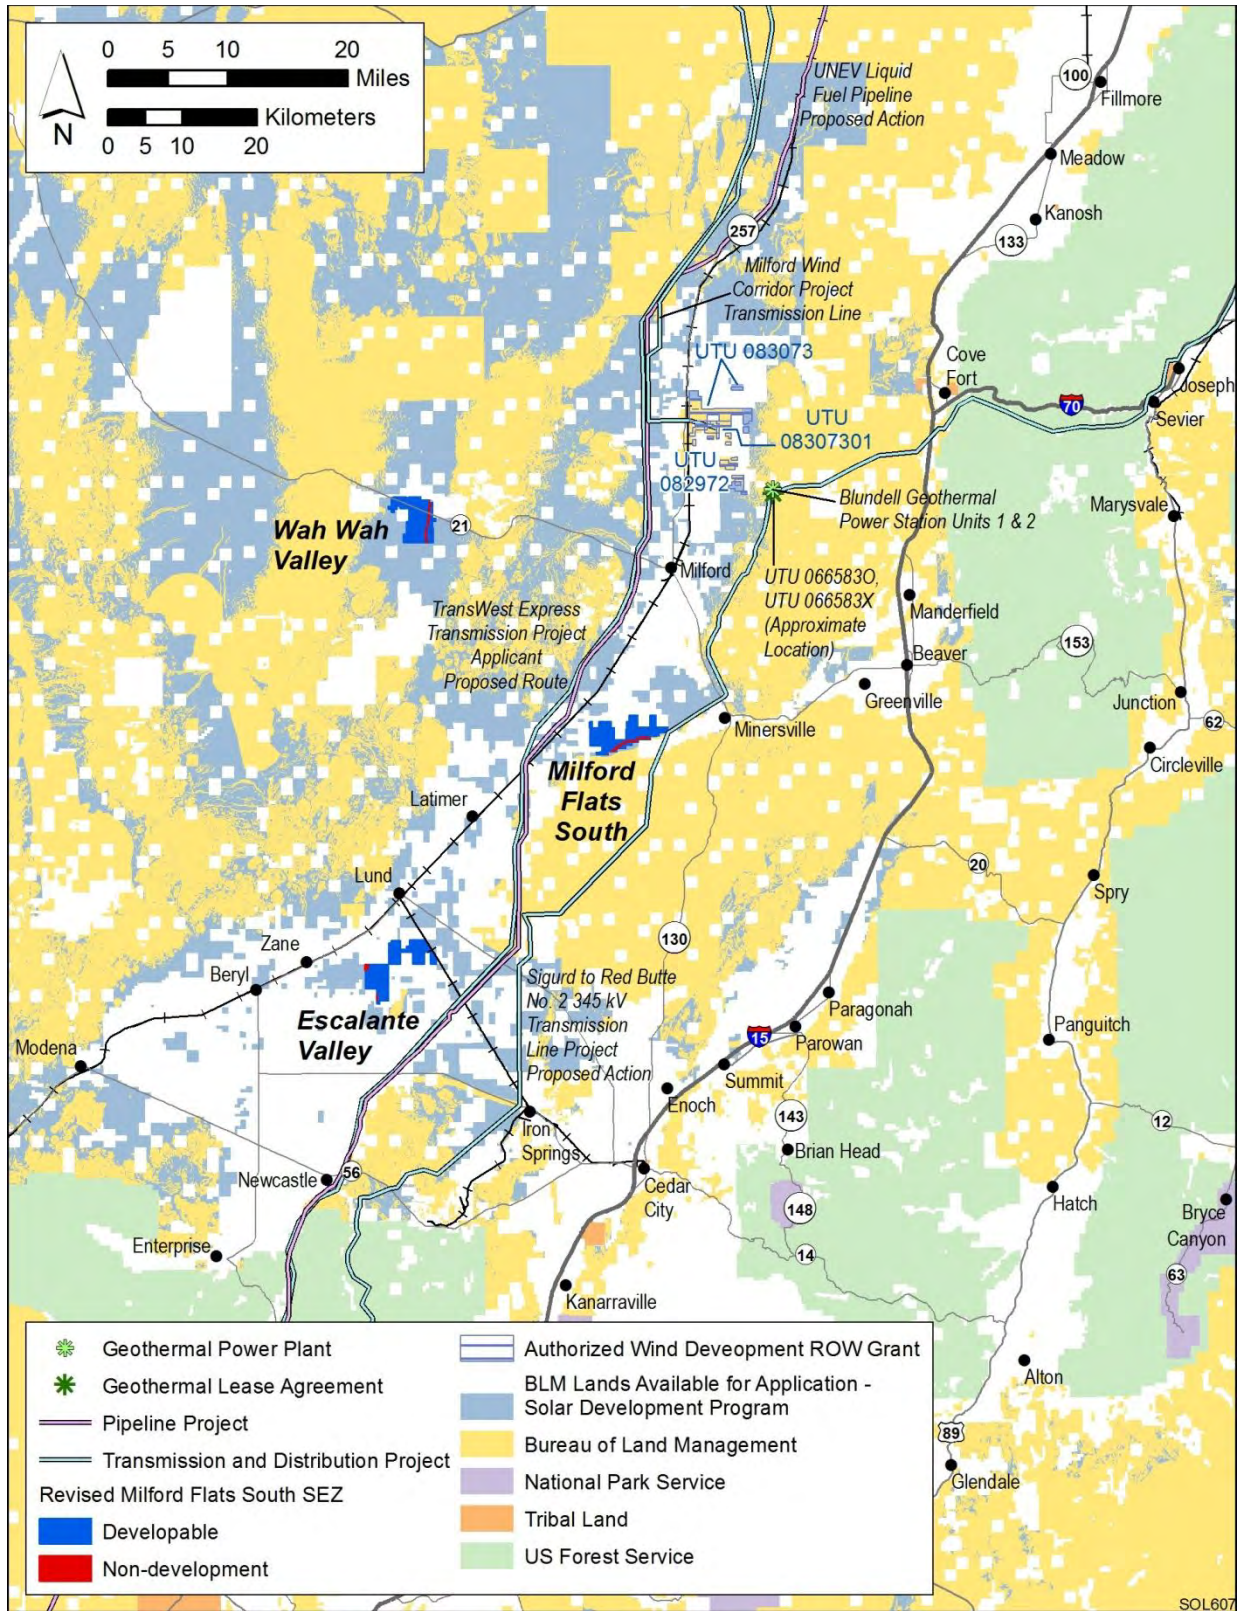 0 5 10 20
Miles
Kilometers
0 5 10 20
N
UNEV Liquid
Fuel Pipeline
Proposed Action
100
Fillmore
Meadow
Kanosh
133
257
Milford Wind
Corridor Project
Transmission Line
UTU 083073
Cove
Fort
Joseph
70
Sevier
UTU
08307301
UTU
082972
Blundell Geothermal
Power Station Units 1 & 2
Marysvale
Wah Wah
Valley
21
Milford
UTU 066583O,
UTU 066583X
(Approximate
Location)
Manderfield
TransWest Express
Transmission Project
Applicant
Proposed Route
153
Beaver
Greenville
Junction
62
Minersville
Circleville
Milford
Flats
South
Latimer
20
Spry
Lund
130
Zane
Beryl
Sigurd to Red Butte
No. 2 345 kV
Transmission
Line Project
Proposed Action
Paragonah
Escalante
Valley
15
Parowan
Panguitch
Modena
Summit
Enoch
143
12
Iron
Springs
Brian Head
Newcastle
56
Cedar
City
148
Hatch
Bryce
Canyon
Enterprise
14
63
Kanarraville
Alton
89
Glendale
Geothermal Power Plant
Geothermal Lease Agreement
Pipeline Project
Transmission and Distribution Project
Revised Milford Flats South SEZ
Developable
Non-development
Authorized Wind Deveopment ROW Grant
BLM Lands Available for Application -
Solar Development Program
Bureau of Land Management
National Park Service
Tribal Land
US Forest Service
SOL607